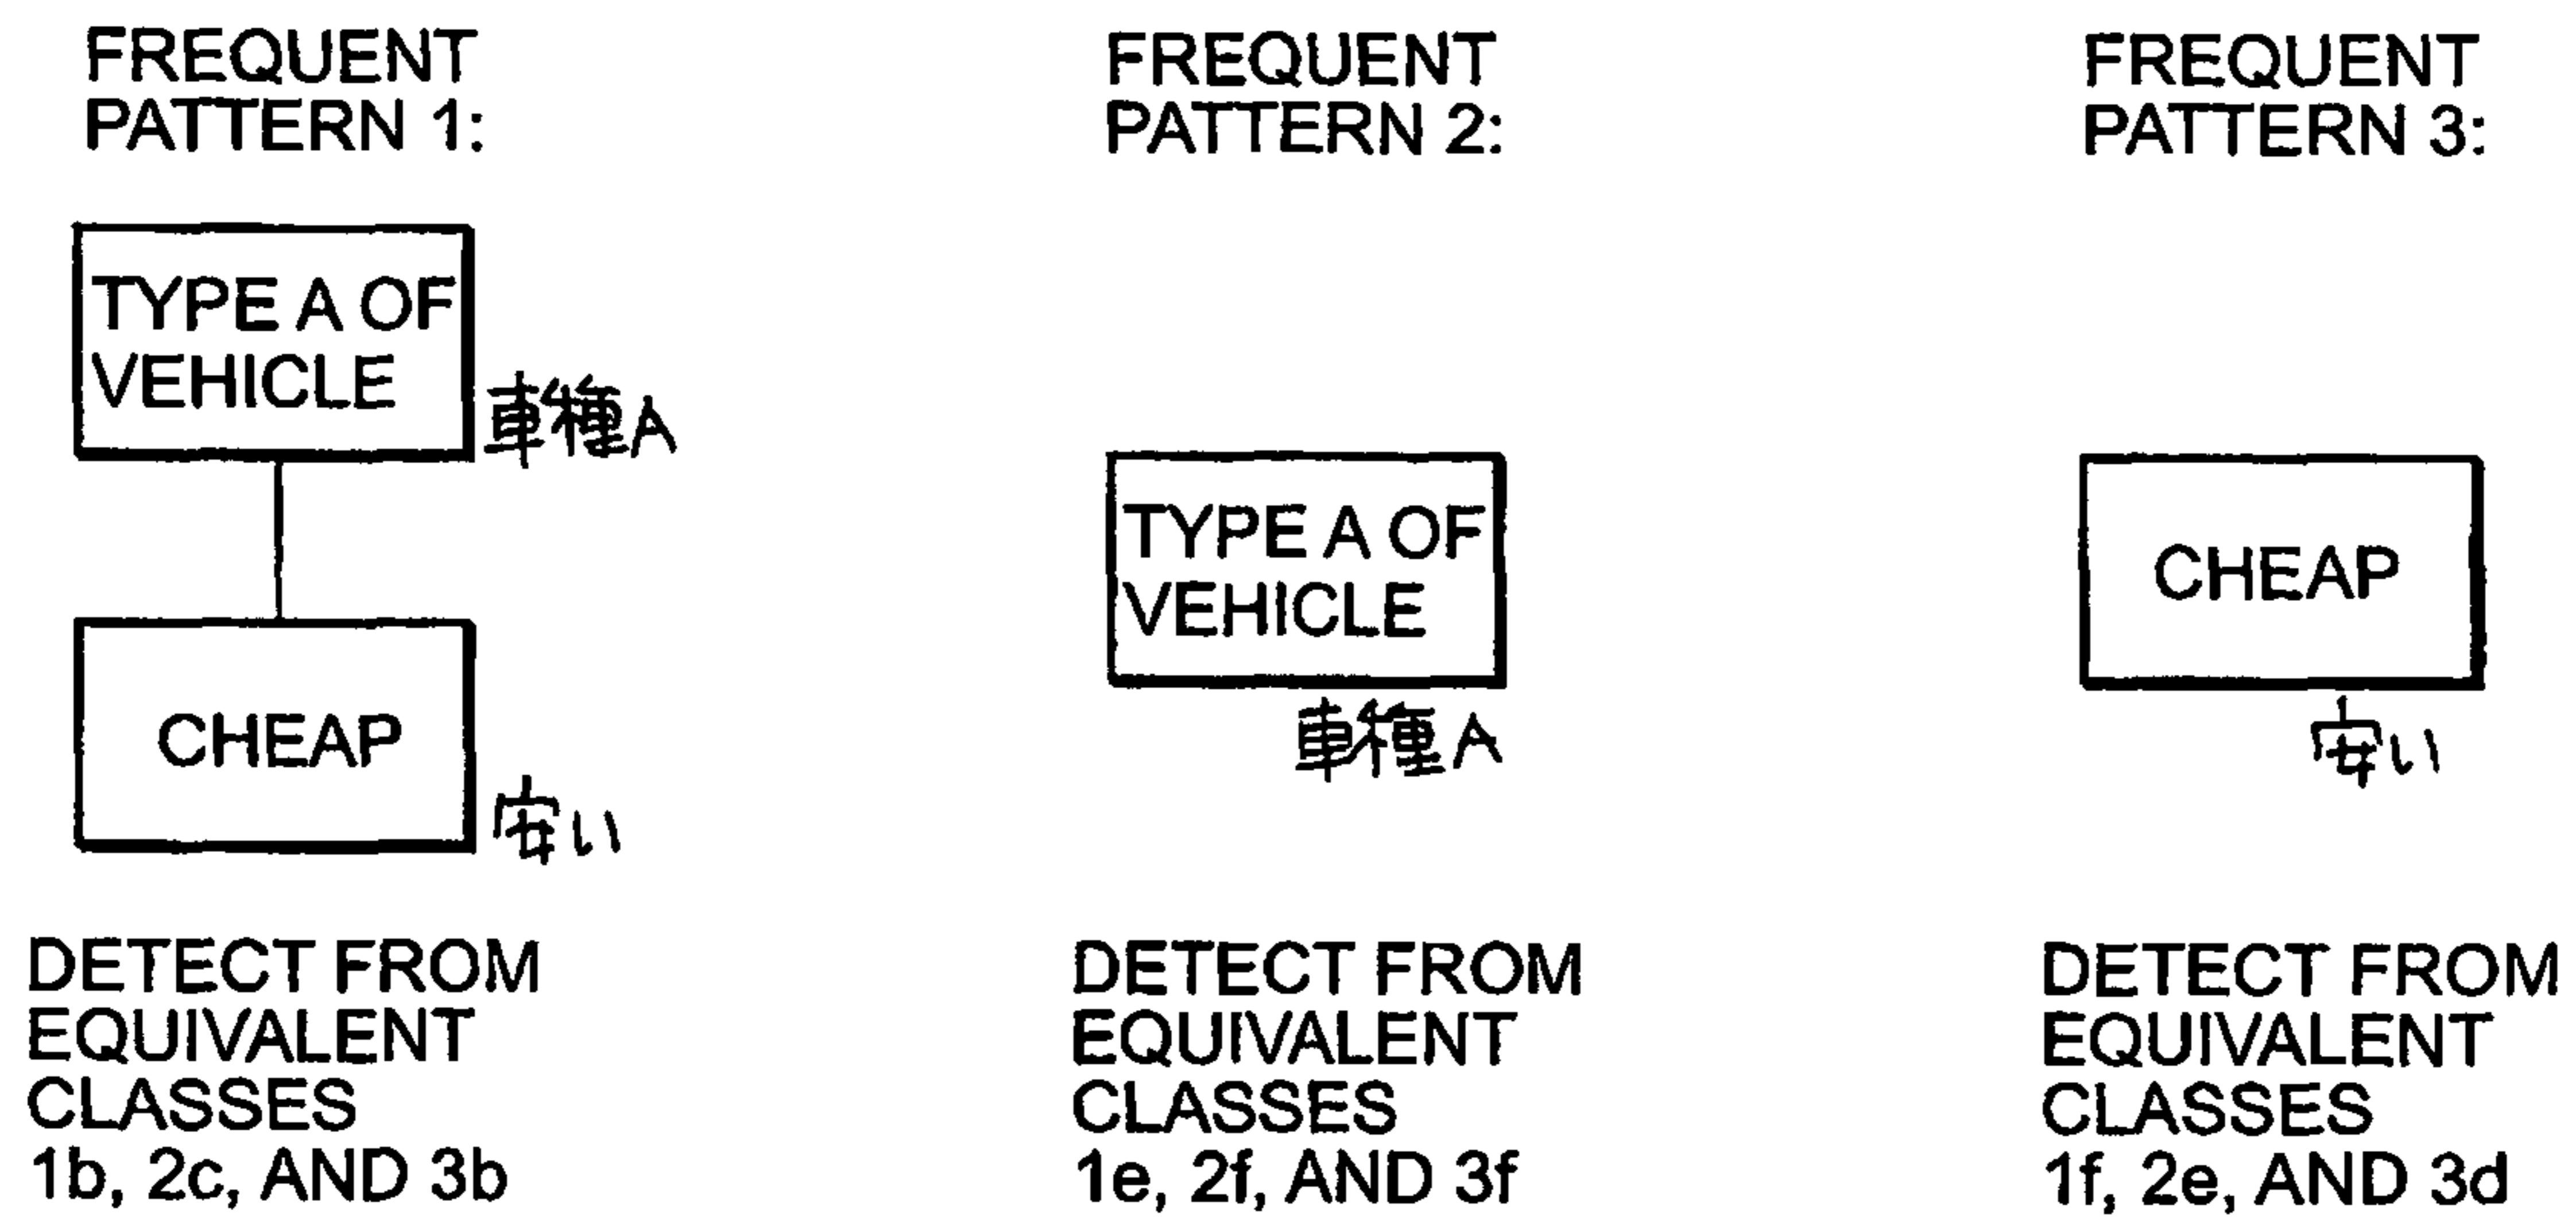 FREQUENT
PATTERN 1:
TYPE A OF
VEHICLE
車種A
CHEAP
安い
DETECT FROM
EQUIVALENT
CLASSES
1b, 2c, AND 3b
FREQUENT
PATTERN 2:
TYPE A OF
VEHICLE
車種A
DETECT FROM
EQUIVALENT
CLASSES
1e, 2f, AND 3f
FREQUENT
PATTERN 3:
CHEAP
安い
DETECT FROM
EQUIVALENT
CLASSES
1f, 2e, AND 3d